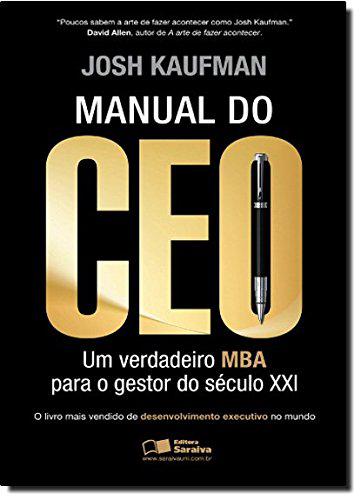 "Poucos sabem a arte de fazer acontecer como Josh Kaufman."
David Allen, autor de A arte de fazer acontecer.
JOSH KAUFMAN
MANUAL DO
CEO
Um verdadeiro MBA
para o gestor do século XXI
O livro mais vendido de desenvolvimento executivo no mundo
Editora
Saraiva
www.saraivauni.com.br